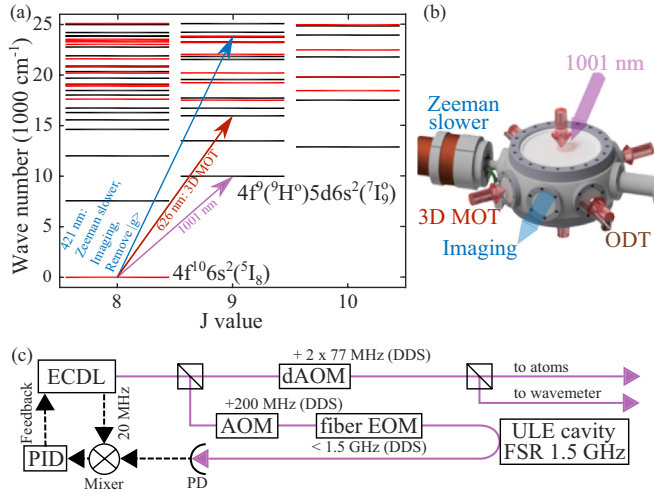 (a)
25
20
15
10
5
0
Wave number (1000 cm⁻¹)
8
9
10
J value
421 nm:
Zeeman slower,
Imaging,
Remove |g>
626 nm: 3D MOT
1001 nm
4f⁹(⁹H⁰)5d6s²(⁷I⁰₉)
4f¹⁰6s²(⁵I₈)
(b)
1001 nm
Zeeman
slower
3D MOT
Imaging
ODT
(c)
ECDL
Feedback
20 MHz
PID
Mixer
PD
+ 2 x 77 MHz (DDS)
dAOM
to atoms
to wavemeter
+200 MHz (DDS)
AOM
fiber EOM
< 1.5 GHz (DDS)
ULE cavity
FSR 1.5 GHz